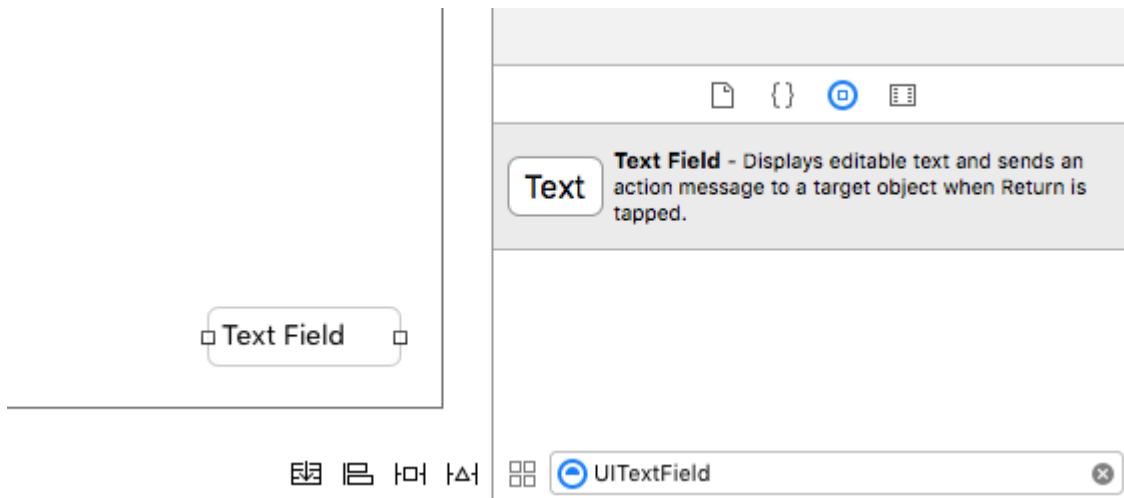 Text
Text Field - Displays editable text and sends an
action message to a target object when Return is
tapped.
Text Field
UITextField